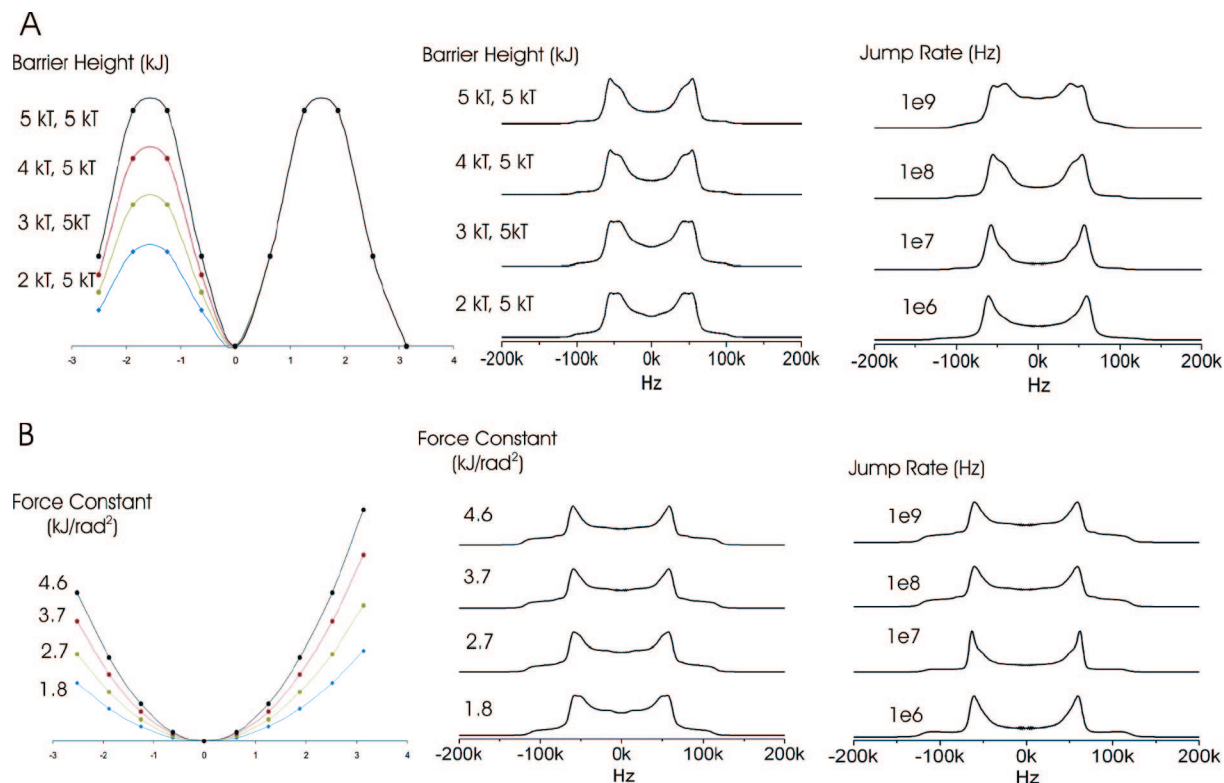 A
Barrier Height (kJ)
5 kT, 5 kT
4 kT, 5 kT
3 kT, 5kT
2 kT, 5 kT
-3 -2 -1 0 1 2 3 4
Barrier Height (kJ)
5 kT, 5 kT
4 kT, 5 kT
3 kT, 5kT
2 kT, 5 kT
-200k -100k 0k 100k 200k
Hz
Jump Rate (Hz)
1e9
1e8
1e7
1e6
-200k -100k 0k 100k 200k
Hz
B
Force Constant
(kJ/rad²)
4.6
3.7
2.7
1.8
-3 -2 -1 0 1 2 3 4
Force Constant
(kJ/rad²)
4.6
3.7
2.7
1.8
-200k -100k 0k 100k 200k
Hz
Jump Rate (Hz)
1e9
1e8
1e7
1e6
-200k -100k 0k 100k 200k
Hz